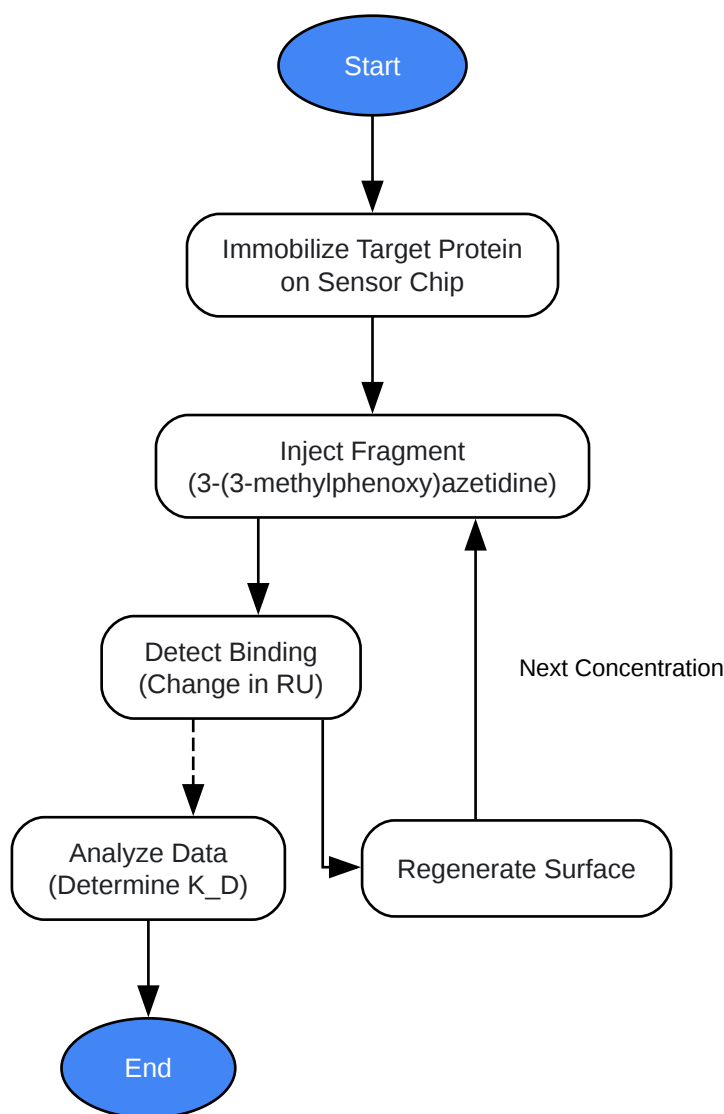 Start
Immobilize Target Protein
on Sensor Chip
Inject Fragment
(3-(3-methylphenoxy)azetidine)
Detect Binding
(Change in RU)
Next Concentration
Analyze Data
(Determine K_D)
Regenerate Surface
End